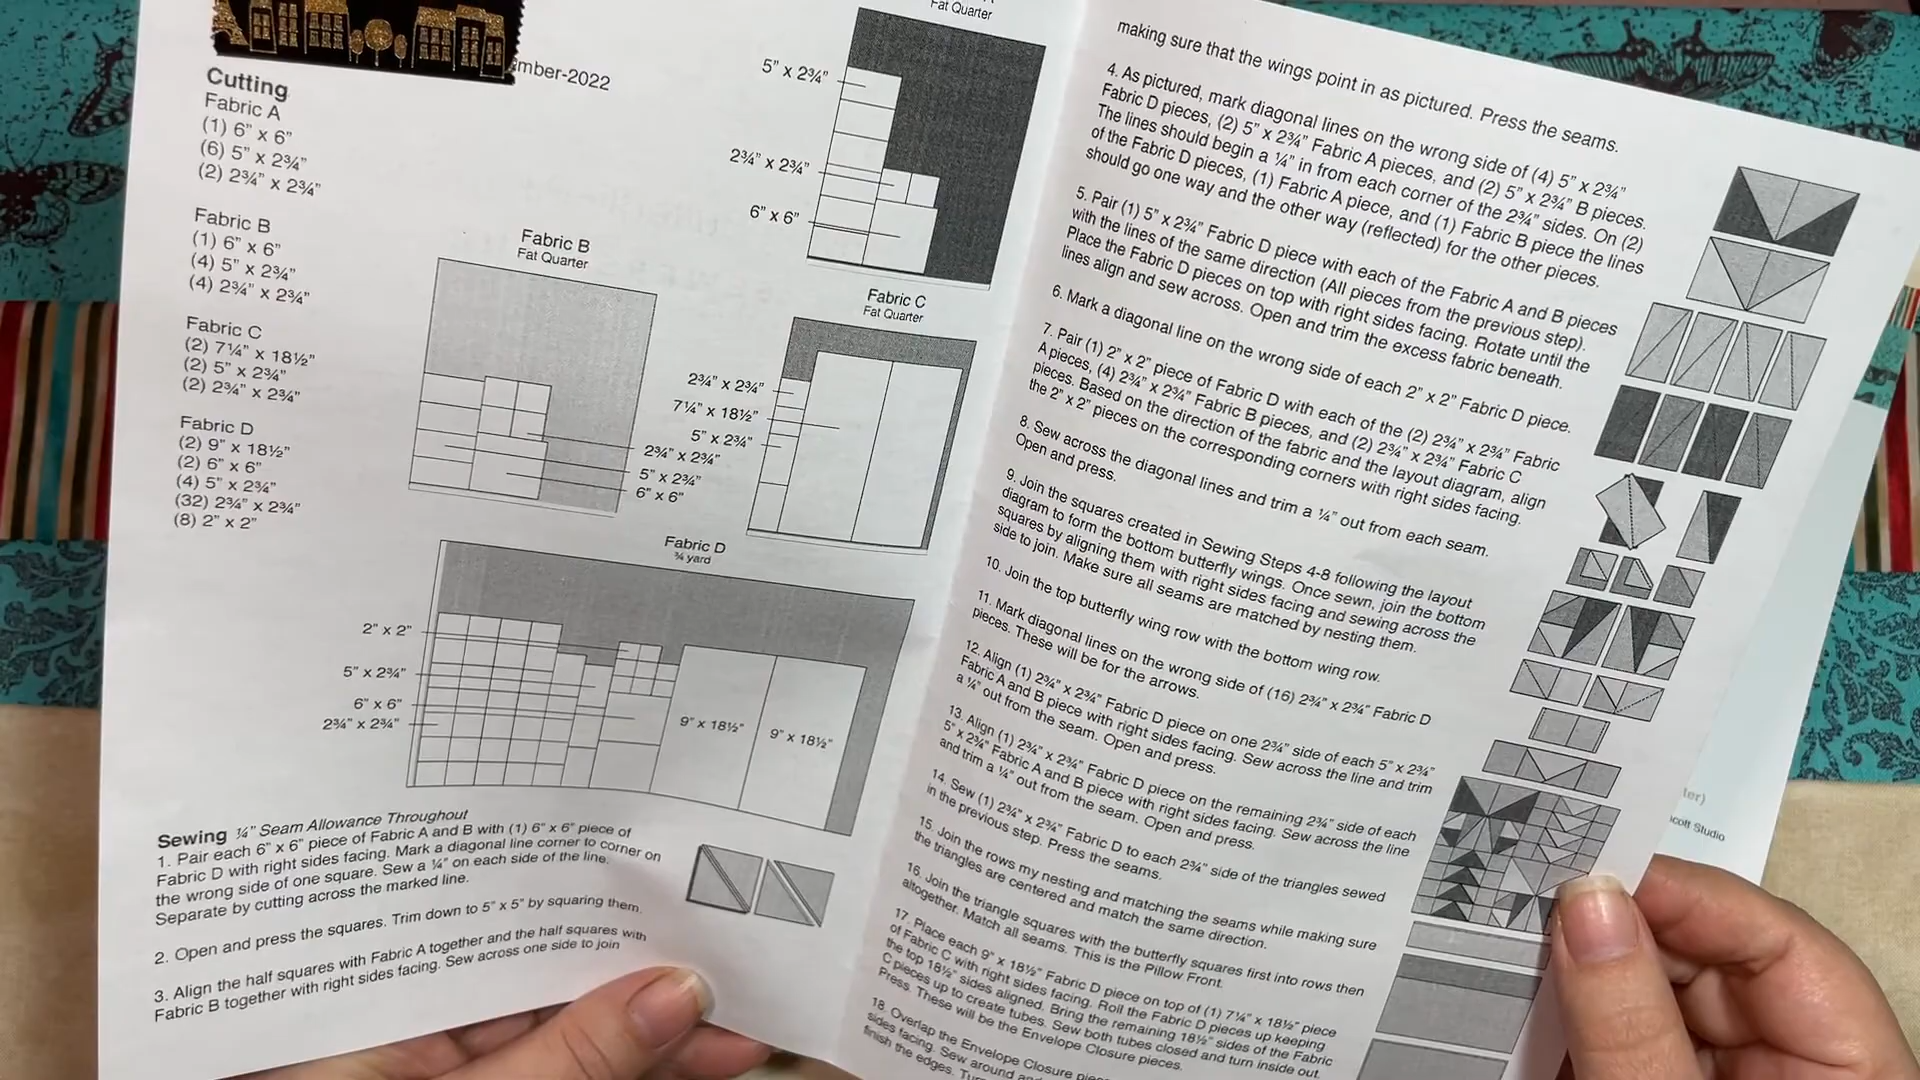 mber-2022
Cutting
Fabric A
(1) 6” x 6”
(6) 5” x 2¾”
(2) 2¾” x 2¾”
Fabric B
(1) 6” x 6”
(4) 5” x 2¾”
(4) 2¾” x 2¾”
Fabric C
(2) 7¼” x 18½”
(2) 5” x 2¾”
(2) 2¾” x 2¾”
Fabric D
(2) 9” x 18½”
(2) 6” x 6”
(4) 5” x 2¾”
(32) 2¾” x 2¾”
(8) 2” x 2”
Fat Quarter
5” x 2¾”
2¾” x 2¾”
6” x 6”
Fabric B
Fat Quarter
2¾” x 2¾”
5” x 2¾”
6” x 6”
Fabric C
Fat Quarter
2¾” x 2¾”
7¼” x 18½”
5” x 2¾”
Fabric D
¾ yard
2” x 2”
5” x 2¾”
6” x 6”
2¾” x 2¾”
9” x 18½”
9” x 18½”
Sewing ¼” Seam Allowance Throughout
1. Pair each 6” x 6” piece of Fabric A and B with (1) 6” x 6” piece of
Fabric D with right sides facing. Mark a diagonal line corner to corner on
the wrong side of one square. Sew a ¼” on each side of the line.
Separate by cutting across the marked line.
2. Open and press the squares. Trim down to 5” x 5” by squaring them.
3. Align the half squares with Fabric A together and the half squares with
Fabric B together with right sides facing. Sew across one side to join
making sure that the wings point in as pictured. Press the seams.
4. As pictured, mark diagonal lines on the wrong side of (4) 5” x 2¾”
Fabric D pieces, (2) 5” x 2¾” Fabric A pieces, and (2) 5” x 2¾” B pieces.
The lines should begin a ¼” in from each corner of the 2¾” sides. On (2)
of the Fabric D pieces, (1) Fabric A piece, and (1) Fabric B piece the lines
should go one way and the other way (reflected) for the other pieces.
5. Pair (1) 5” x 2¾” Fabric D piece with each of the Fabric A and B pieces
with the lines of the same direction (All pieces from the previous step).
Place the Fabric D pieces on top with right sides facing. Rotate until the
lines align and sew across. Open and trim the excess fabric beneath.
6. Mark a diagonal line on the wrong side of each 2” x 2” Fabric D piece.
7. Pair (1) 2” x 2” piece of Fabric D with each of the (2) 2¾” x 2¾” Fabric
A pieces, (4) 2¾” x 2¾” Fabric B pieces, and (2) 2¾” x 2¾” Fabric C
pieces. Based on the direction of the fabric and the layout diagram, align
the 2” x 2” pieces on the corresponding corners with right sides facing.
8. Sew across the diagonal lines and trim a ¼” out from each seam.
Open and press.
9. Join the squares created in Sewing Steps 4-8 following the layout
diagram to form the bottom butterfly wings. Once sewn, join the bottom
squares by aligning them with right sides facing and sewing across the
side to join. Make sure all seams are matched by nesting them.
10. Join the top butterfly wing row with the bottom wing row.
11. Mark diagonal lines on the wrong side of (16) 2¾” x 2¾” Fabric D
pieces. These will be for the arrows.
12. Align (1) 2¾” x 2¾” Fabric D piece on one 2¾” side of each 5” x 2¾”
Fabric A and B piece with right sides facing. Sew across the line and trim
a ¼” out from the seam. Open and press.
13. Align (1) 2¾” x 2¾” Fabric D piece on the remaining 2¾” side of each
5” x 2¾” Fabric A and B piece with right sides facing. Sew across the line
and trim a ¼” out from the seam. Open and press.
14. Sew (1) 2¾” x 2¾” Fabric D to each 2¾” side of the triangles sewed
in the previous step. Press the seams.
15. Join the rows my nesting and matching the seams while making sure
the triangles are centered and match the same direction.
16. Join the triangle squares with the butterfly squares first into rows then
altogether. Match all seams. This is the Pillow Front.
17. Place each 9” x 18½” Fabric D piece on top of (1) 7¼” x 18½” piece
of Fabric C with right sides facing. Roll the Fabric D pieces up keeping
the top 18½” sides aligned. Bring the remaining 18½” sides of the Fabric
C pieces up to create tubes. Sew both tubes closed and turn inside out.
Press. These will be the Envelope Closure pieces.
18. Overlap the Envelope Closure
sides facing. Sew around
finish the edges.
ter)
cott Studio